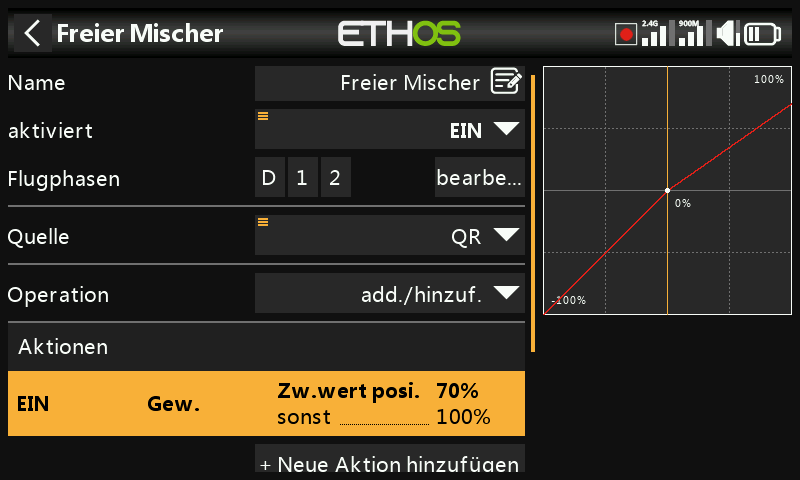 Freier Mischer
ETHOS
2.4G
900M
Name
Freier Mischer
aktiviert
EIN
Flugphasen
D 1 2
bearbe...
Quelle
QR
Operation
add./hinzuf.
Aktionen
EIN Gew. Zw.wert posi. 70%
sonst 100%
+ Neue Aktion hinzufügen
100%
0%
-100%